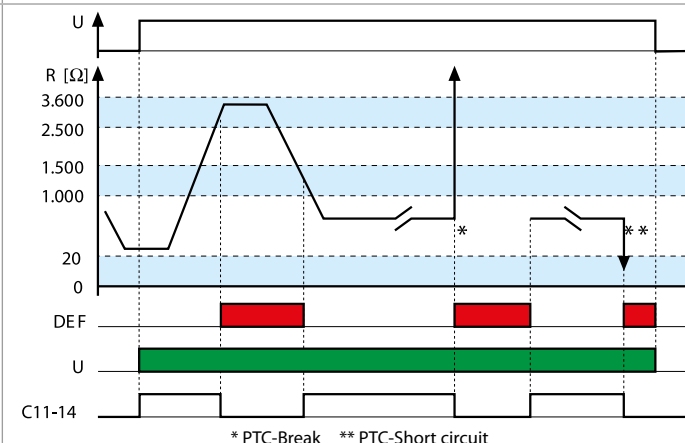 U
R [Ω]
3.600
2.500
1.500
1.000
*
* *
20
0
DEF
U
C11-14
* PTC-Break ** PTC-Short circuit